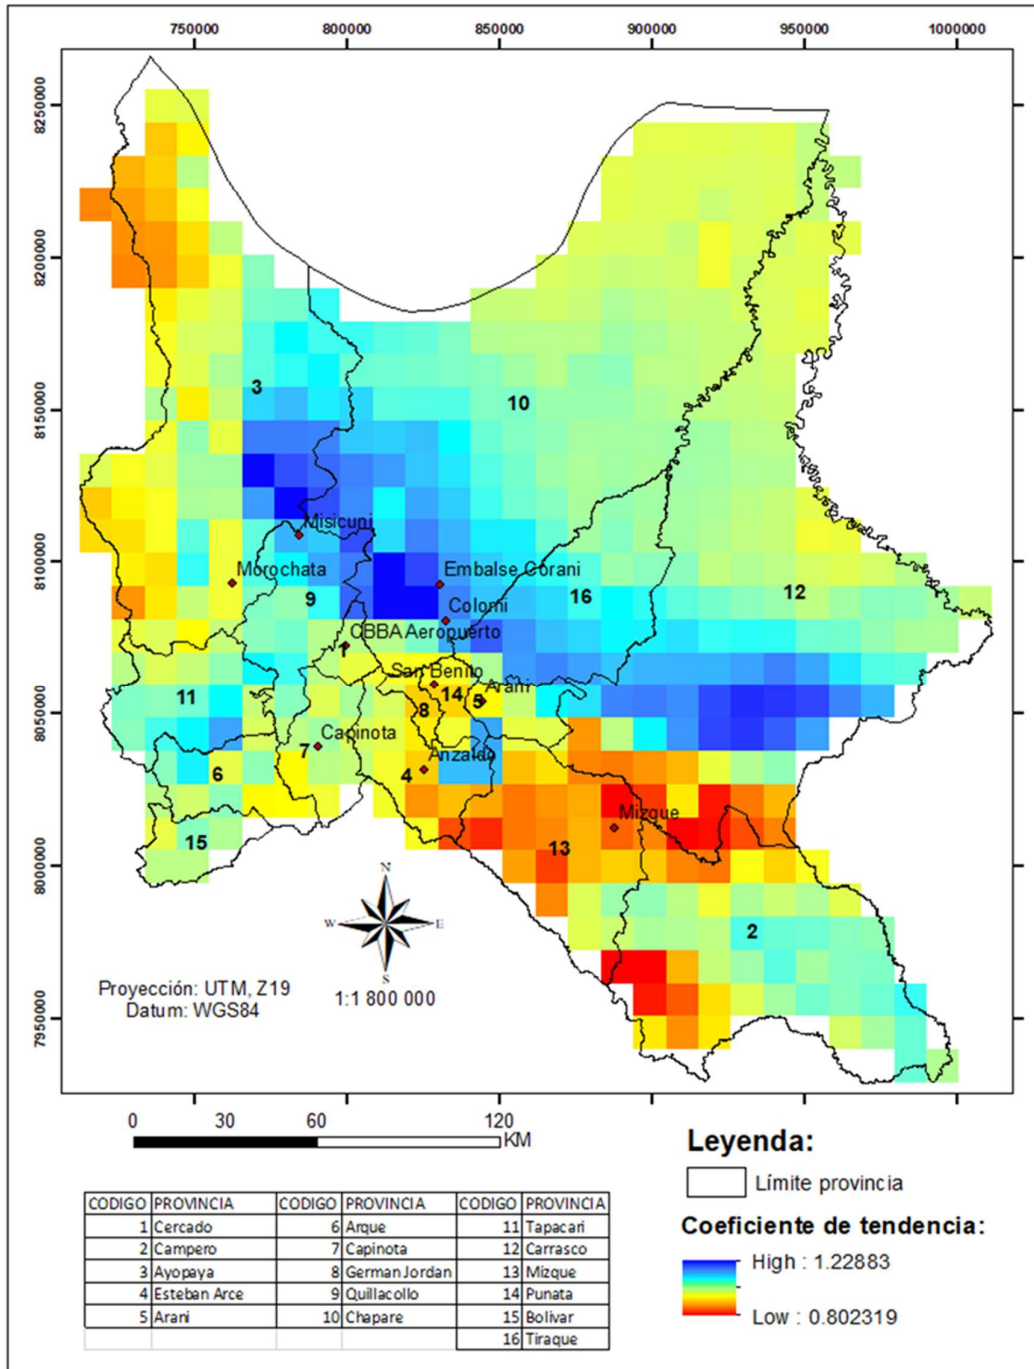 750000 800000 850000 900000 950000 1000000
8250000
8200000
8150000
8100000
8050000
8000000
7950000
3
10
Misicuni
Morochata
Embalse Corani
9
16
12
Colomi
CBBA Aeropuerto
1
San Benito
11
14
5
Arani
8
Capinota
7
Anzaldo
6
4
Mizque
15
13
2
N
W E
S
Proyección: UTM, Z19
Datum: WGS84
1:1 800 000
0 30 60 120
KM
Leyenda:
Límite provincia
Coeficiente de tendencia:
High : 1.22883
Low : 0.802319
CODIGO PROVINCIA CODIGO PROVINCIA CODIGO PROVINCIA
1 Cercado 6 Arque 11 Tapacari
2 Campero 7 Capinota 12 Carrasco
3 Ayopaya 8 German Jordan 13 Mizque
4 Esteban Arce 9 Quillacollo 14 Punata
5 Arani 10 Chapare 15 Bolivar
16 Tiraque